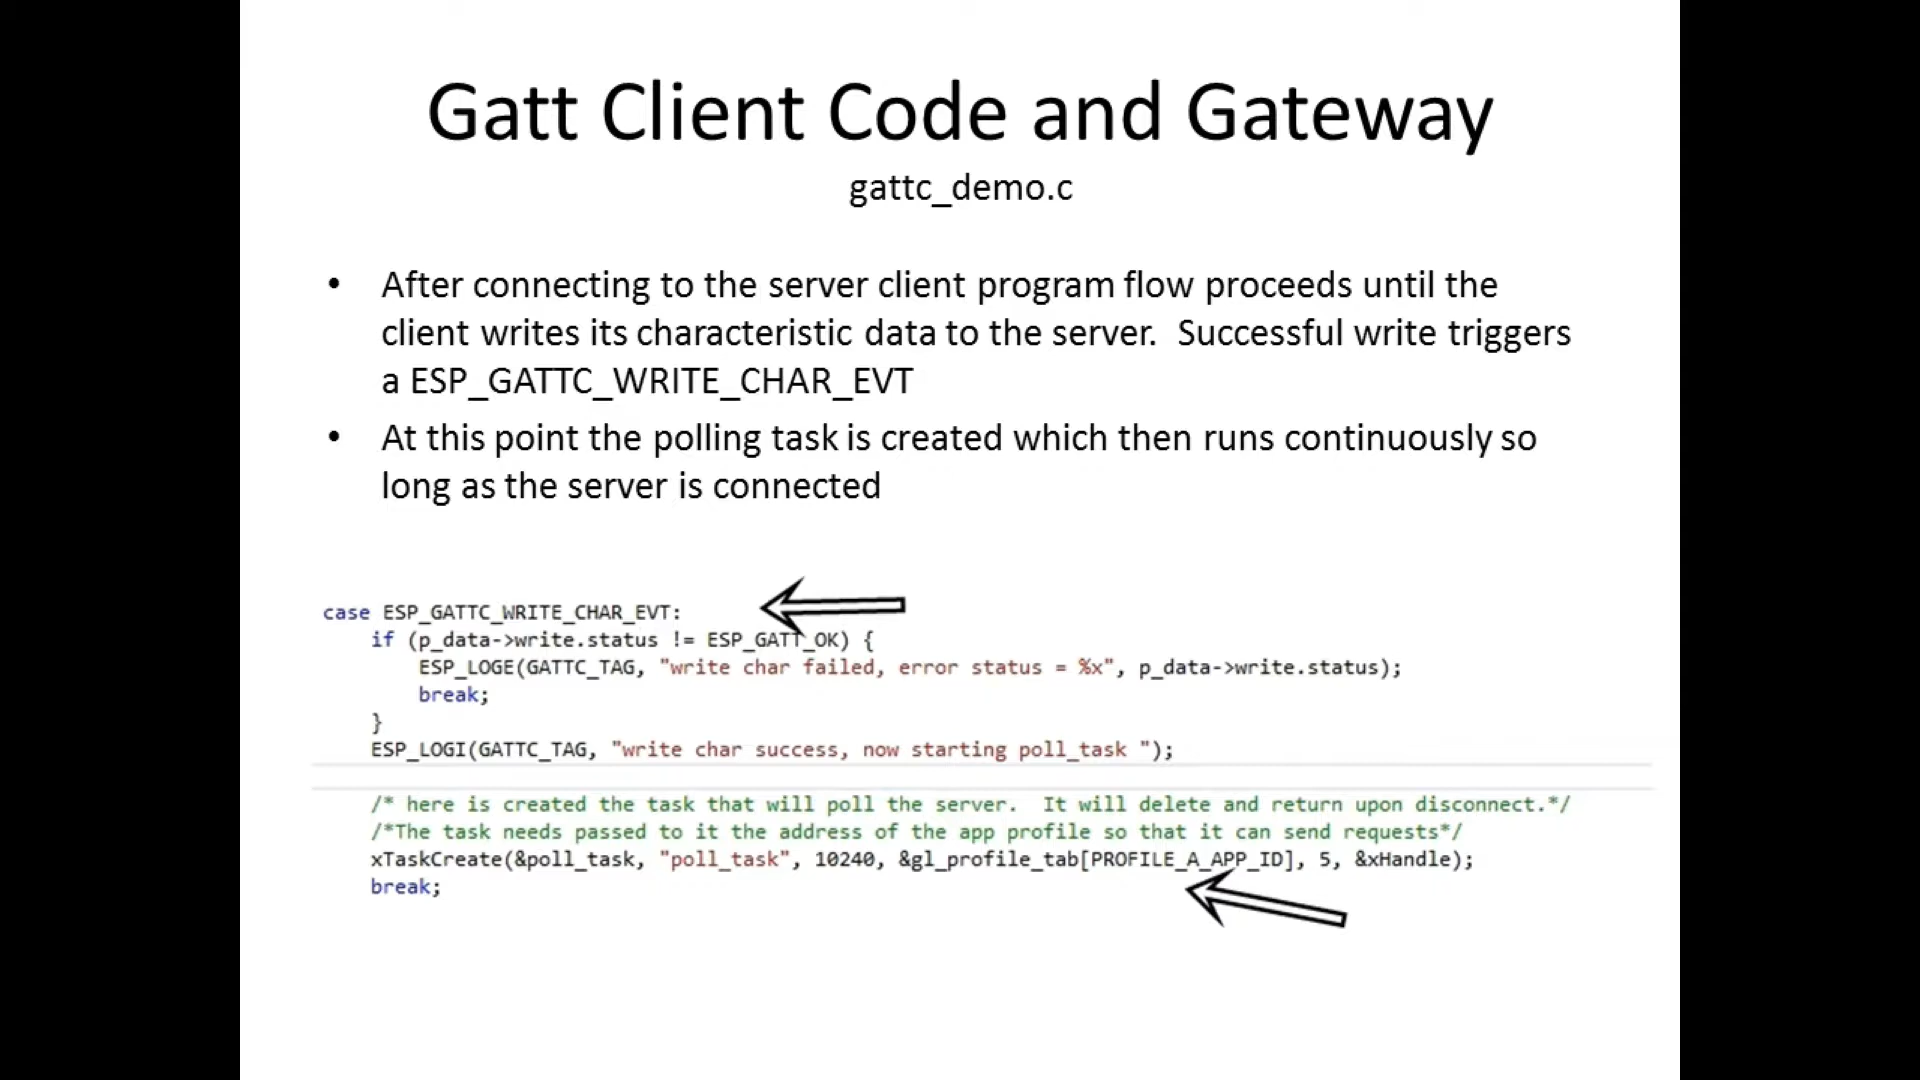 Gatt Client Code and Gateway
gattc_demo.c
• After connecting to the server client program flow proceeds until the
client writes its characteristic data to the server.  Successful write triggers
a ESP_GATTC_WRITE_CHAR_EVT
• At this point the polling task is created which then runs continuously so
long as the server is connected
case ESP_GATTC_WRITE_CHAR_EVT:
    if (p_data->write.status != ESP_GATT_OK) {
        ESP_LOGE(GATTC_TAG, "write char failed, error status = %x", p_data->write.status);
        break;
    }
    ESP_LOGI(GATTC_TAG, "write char success, now starting poll_task ");
    /* here is created the task that will poll the server.  It will delete and return upon disconnect.*/
    /*The task needs passed to it the address of the app profile so that it can send requests*/
    xTaskCreate(&poll_task, "poll_task", 10240, &gl_profile_tab[PROFILE_A_APP_ID], 5, &xHandle);
    break;